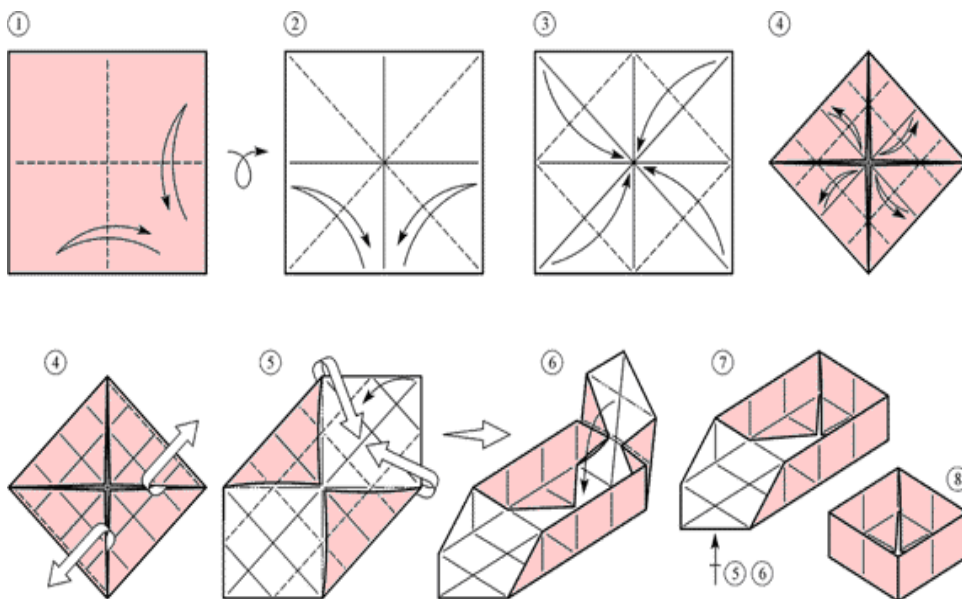 ① ② ③ ④
④ ⑤ ⑥ ⑦
⑧
⑤ ⑥